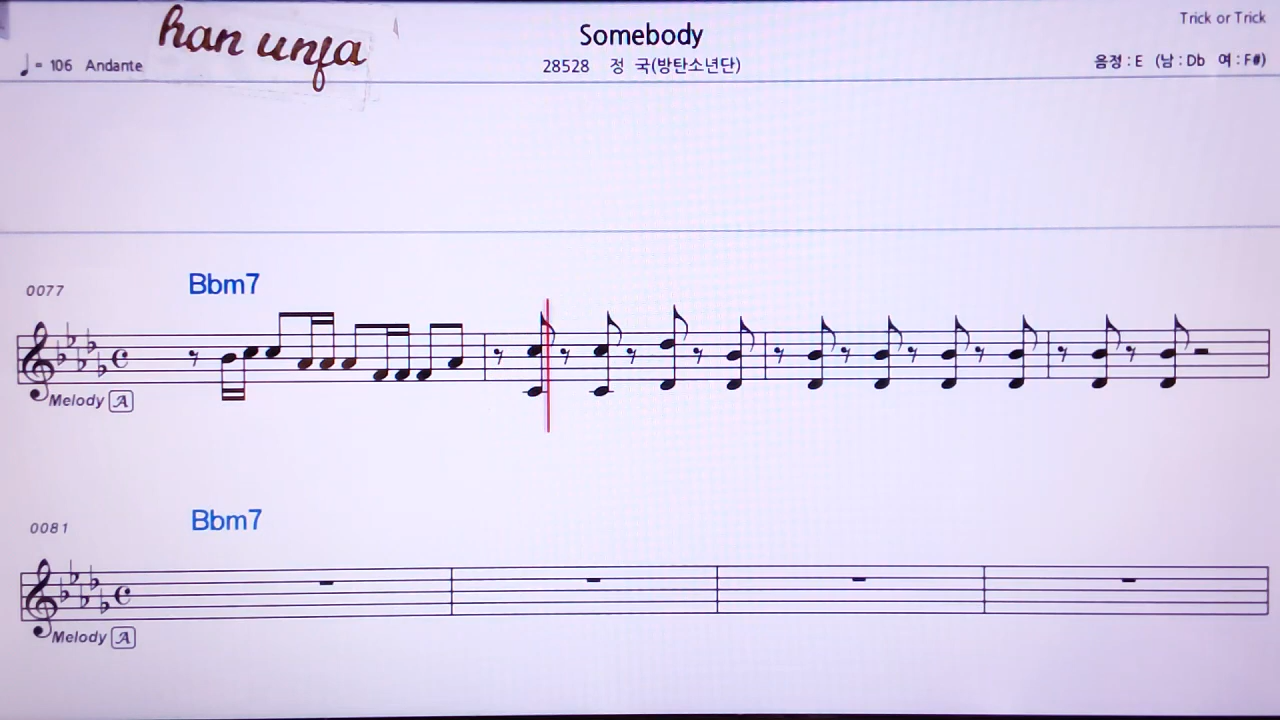 han unfa
Somebody
Trick or Trick
♩= 106 Andante
28528 정 국(방탄소년단)
음정 : E (남 : Db 여 : F#)
Bbm7
0077
Melody A
Bbm7
0081
Melody A